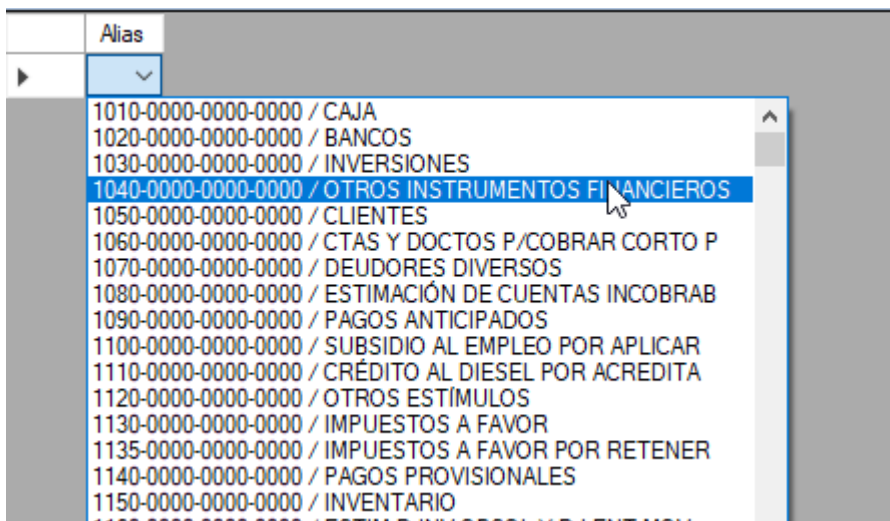 Alias
1010-0000-0000-0000 / CAJA
1020-0000-0000-0000 / BANCOS
1030-0000-0000-0000 / INVERSIONES
1040-0000-0000-0000 / OTROS INSTRUMENTOS FINANCIEROS
1050-0000-0000-0000 / CLIENTES
1060-0000-0000-0000 / CTAS Y DOCTOS P/COBRAR CORTO P
1070-0000-0000-0000 / DEUDORES DIVERSOS
1080-0000-0000-0000 / ESTIMACIÓN DE CUENTAS INCOBRAB
1090-0000-0000-0000 / PAGOS ANTICIPADOS
1100-0000-0000-0000 / SUBSIDIO AL EMPLEO POR APLICAR
1110-0000-0000-0000 / CRÉDITO AL DIESEL POR ACREDITA
1120-0000-0000-0000 / OTROS ESTÍMULOS
1130-0000-0000-0000 / IMPUESTOS A FAVOR
1135-0000-0000-0000 / IMPUESTOS A FAVOR POR RETENER
1140-0000-0000-0000 / PAGOS PROVISIONALES
1150-0000-0000-0000 / INVENTARIO